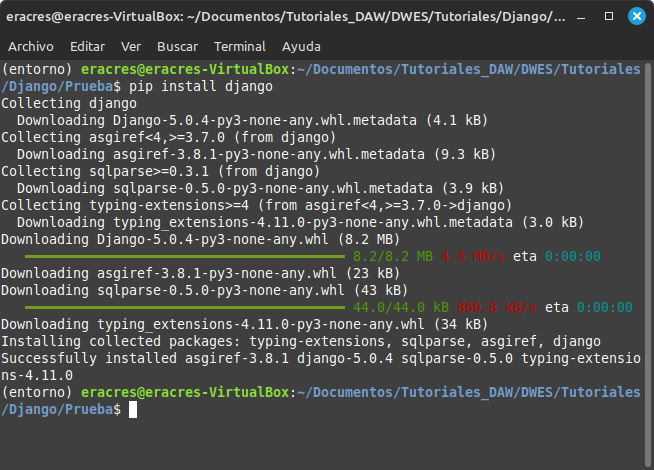 eracres@eracres-VirtualBox: ~/Documentos/Tutoriales_DAW/DWES/Tutoriales/Django/...
Archivo Editar Ver Buscar Terminal Ayuda
(entorno) eracres@eracres-VirtualBox:~/Documentos/Tutoriales_DAW/DWES/Tutoriales
/Django/Prueba$ pip install django
Collecting django
  Downloading Django-5.0.4-py3-none-any.whl.metadata (4.1 kB)
Collecting asgiref<4,>=3.7.0 (from django)
  Downloading asgiref-3.8.1-py3-none-any.whl.metadata (9.3 kB)
Collecting sqlparse>=0.3.1 (from django)
  Downloading sqlparse-0.5.0-py3-none-any.whl.metadata (3.9 kB)
Collecting typing-extensions>=4 (from asgiref<4,>=3.7.0->django)
  Downloading typing_extensions-4.11.0-py3-none-any.whl.metadata (3.0 kB)
Downloading Django-5.0.4-py3-none-any.whl (8.2 MB)
8.2/8.2 MB 4.3 MB/s eta 0:00:00
Downloading asgiref-3.8.1-py3-none-any.whl (23 kB)
Downloading sqlparse-0.5.0-py3-none-any.whl (43 kB)
44.0/44.0 kB 860.8 kB/s eta 0:00:00
Downloading typing_extensions-4.11.0-py3-none-any.whl (34 kB)
Installing collected packages: typing-extensions, sqlparse, asgiref, django
Successfully installed asgiref-3.8.1 django-5.0.4 sqlparse-0.5.0 typing-extensio
ns-4.11.0
(entorno) eracres@eracres-VirtualBox:~/Documentos/Tutoriales_DAW/DWES/Tutoriales
/Django/Prueba$